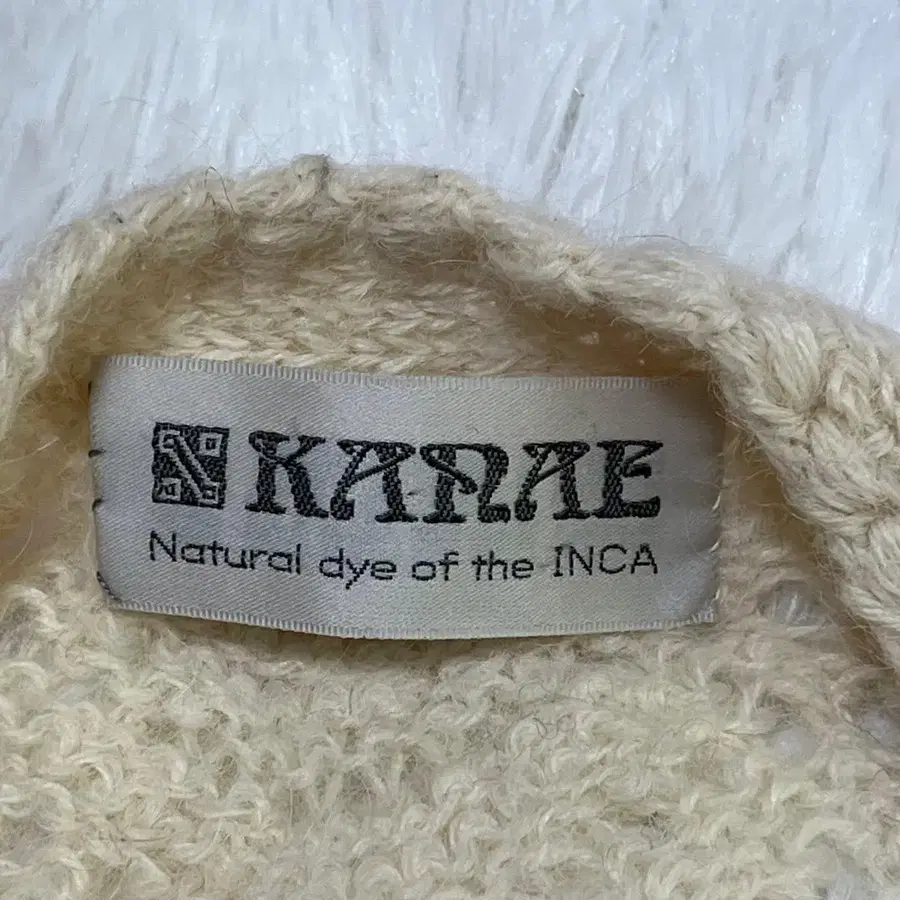 KANAE
Natural dye of the INCA